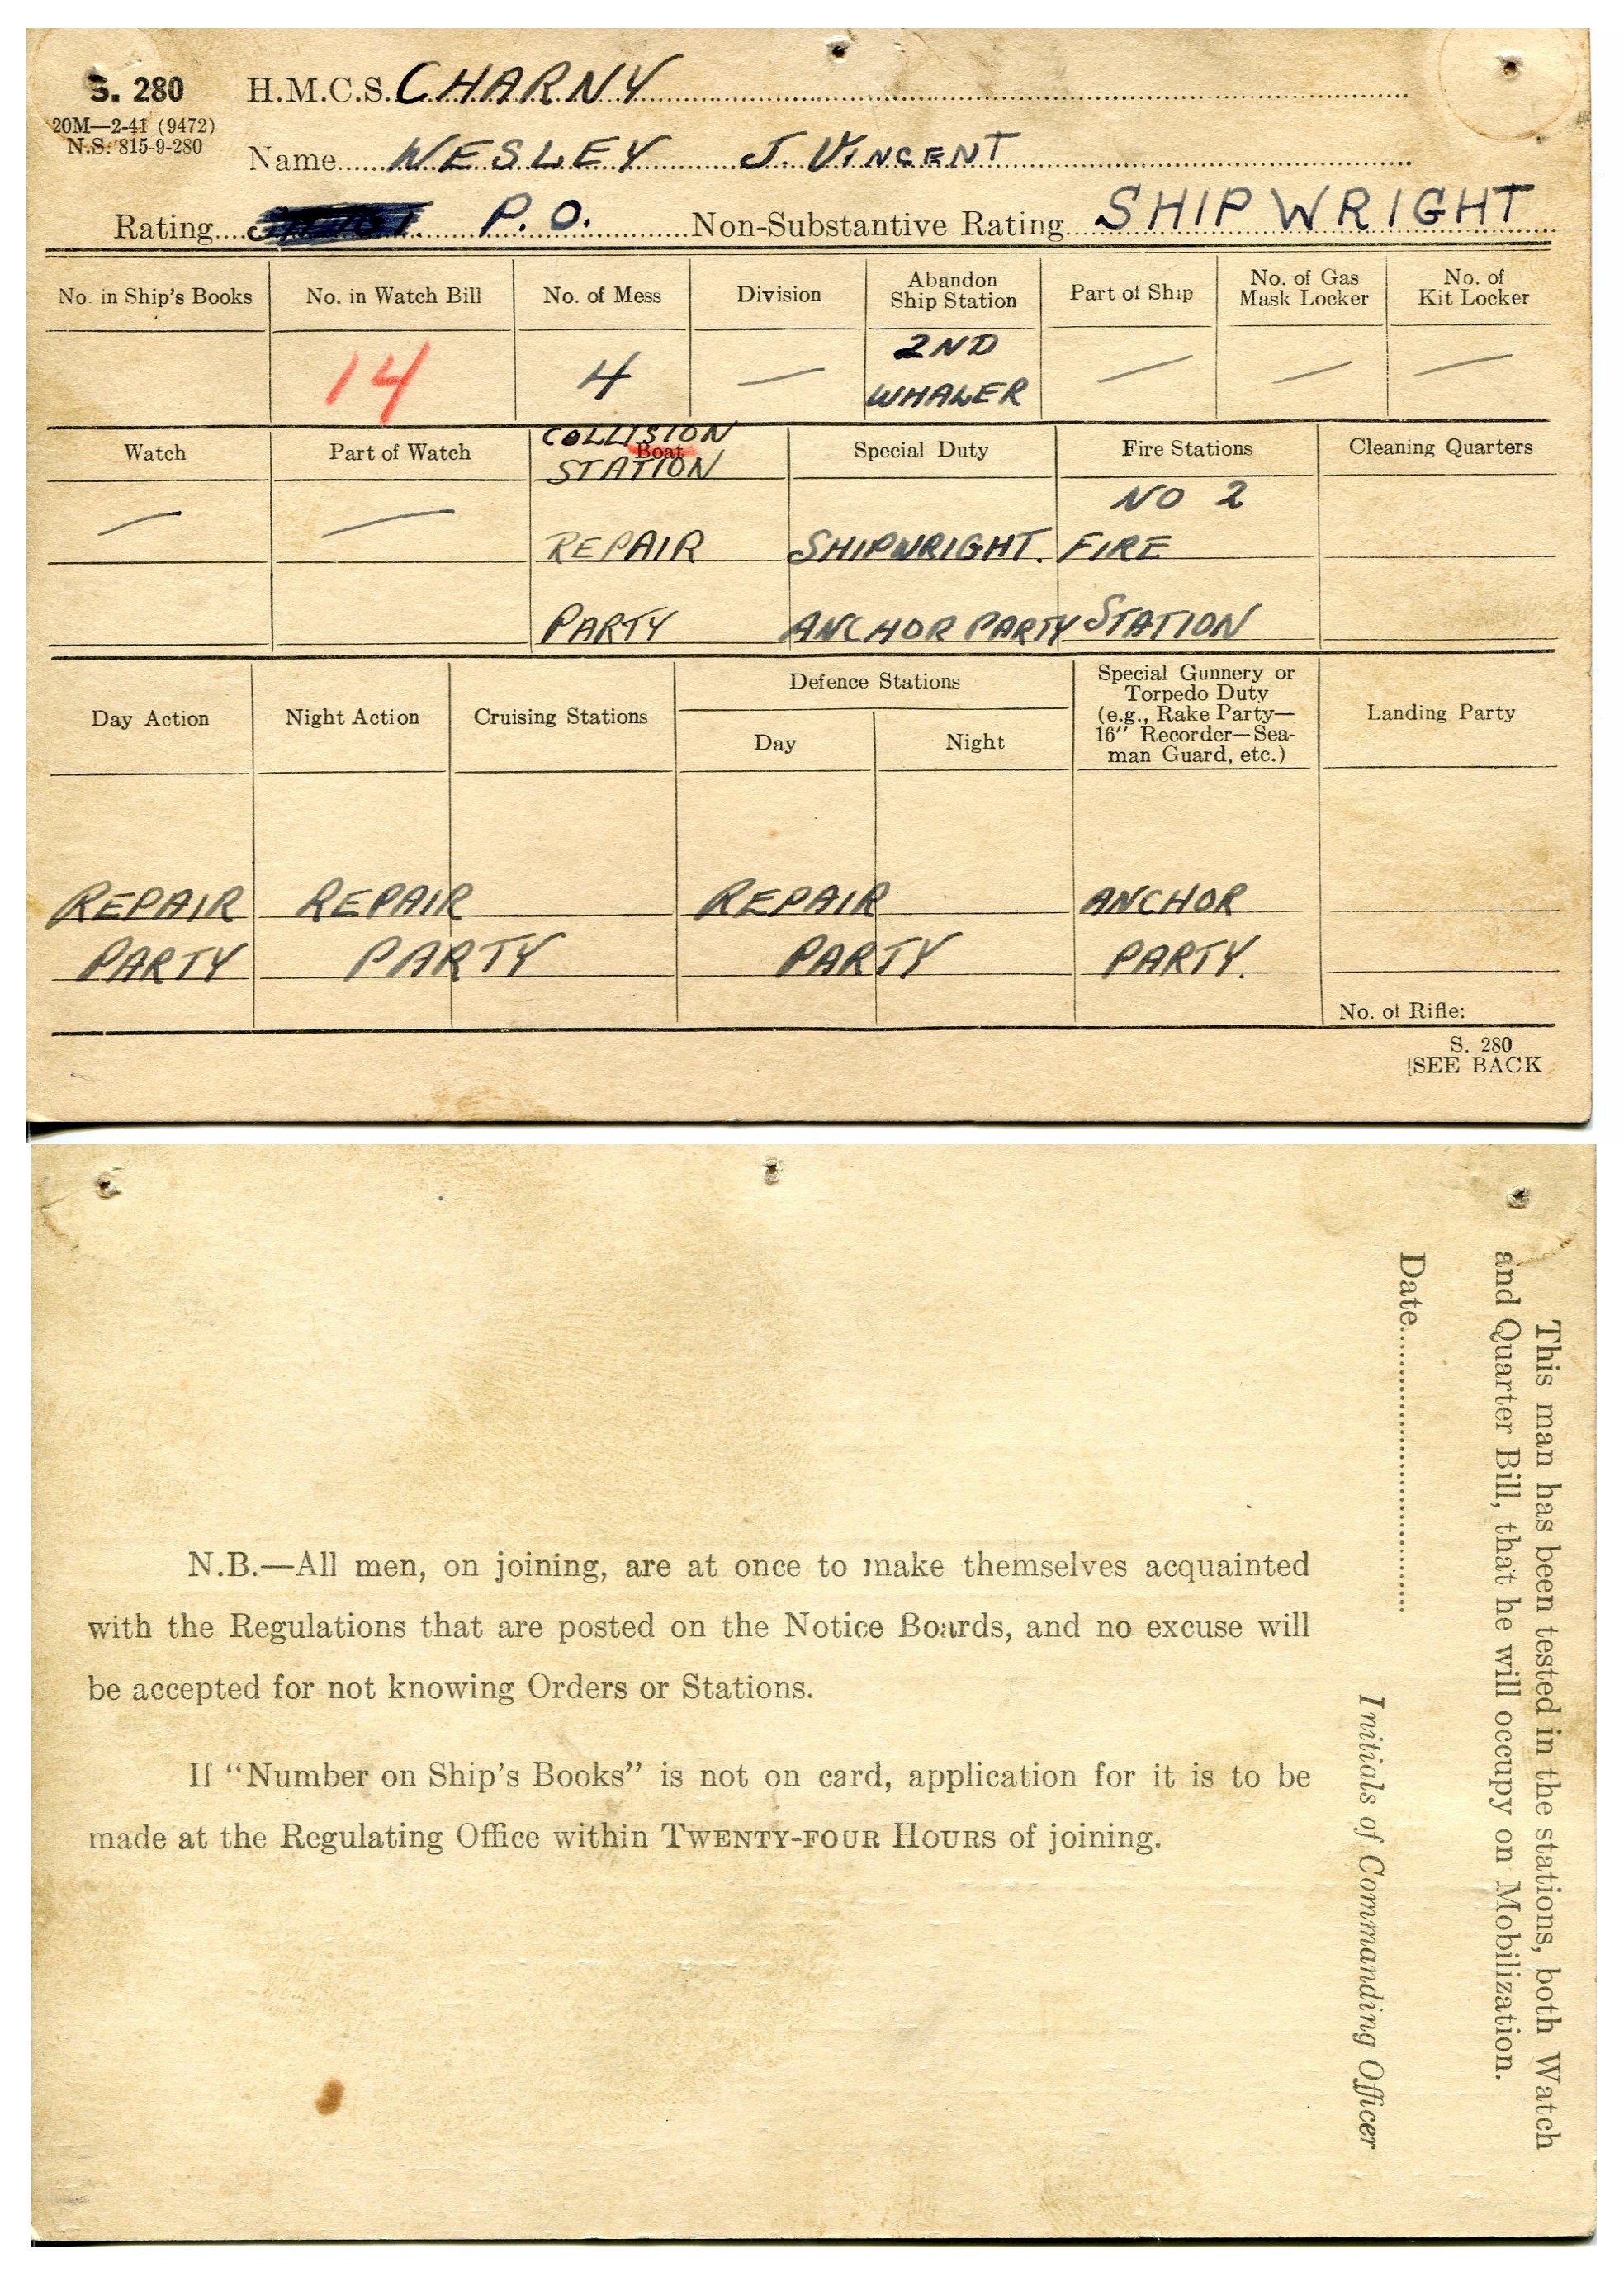 S. 280
20M—2-41 (9472)
N.S. 815-9-280
H.M.C.S. CHARNY
Name WESLEY J. VINCENT
Rating P.O. Non-Substantive Rating SHIPWRIGHT
No. in Ship's Books No. in Watch Bill No. of Mess Division Abandon Ship Station Part of Ship No. of Gas Mask Locker No. of Kit Locker
14 4 — 2ND WHALER — — —
Watch Part of Watch COLLISION Boat STATION Special Duty Fire Stations Cleaning Quarters
— — NO 2
REPAIR SHIPWRIGHT. FIRE
PARTY ANCHOR PARTY STATION
Day Action Night Action Cruising Stations Defence Stations Special Gunnery or Torpedo Duty (e.g., Rake Party—16" Recorder—Seaman Guard, etc.) Landing Party
Day Night
REPAIR REPAIR REPAIR ANCHOR
PARTY PARTY PARTY PARTY.
No. of Rifle:
S. 280
[SEE BACK
N.B.—All men, on joining, are at once to make themselves acquainted
with the Regulations that are posted on the Notice Boards, and no excuse will
be accepted for not knowing Orders or Stations.
If "Number on Ship's Books" is not on card, application for it is to be
made at the Regulating Office within TWENTY-FOUR HOURS of joining.
This man has been tested in the stations, both Watch
and Quarter Bill, that he will occupy on Mobilization.
Date
Initials of Commanding Officer